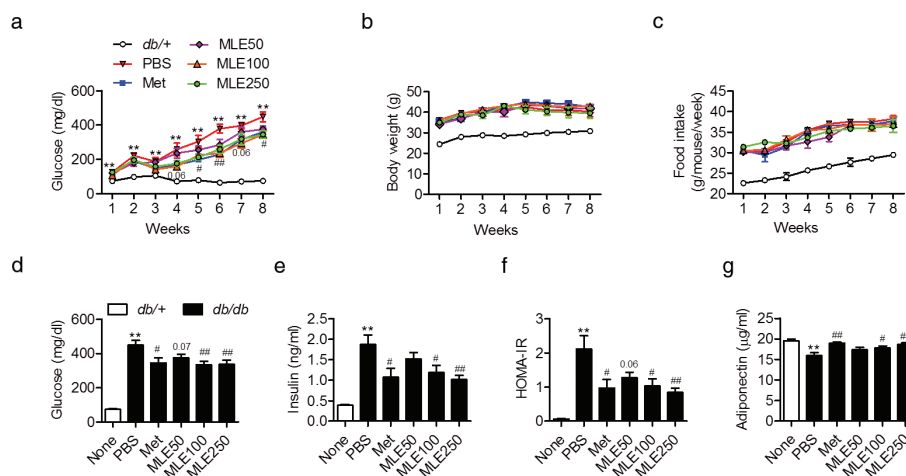 a
db/+
MLE50
PBS
MLE100
Met
MLE250
Glucose (mg/dl)
600
400
200
0
** ** ** ** ** ** ** **
0.06 # ## 0.06 #
1 2 3 4 5 6 7 8
Weeks
b
Body weight (g)
50
40
30
20
10
0
1 2 3 4 5 6 7 8
Weeks
c
Food intake
(g/mouse/week)
45
40
35
30
25
20
1 2 3 4 5 6 7 8
Weeks
d
db/+ db/db
Glucose (mg/dl)
600
400
200
0
** # 0.07 ## ##
None PBS Met MLE50 MLE100 MLE250
e
Insulin (ng/ml)
2.5
2.0
1.5
1.0
0.5
0.0
** # # ##
None PBS Met MLE50 MLE100 MLE250
f
HOMA-IR
3
2
1
0
** # 0.06 # ##
None PBS Met MLE50 MLE100 MLE250
g
Adiponectin (µg/ml)
25
20
15
10
5
0
** ## # #
None PBS Met MLE50 MLE100 MLE250